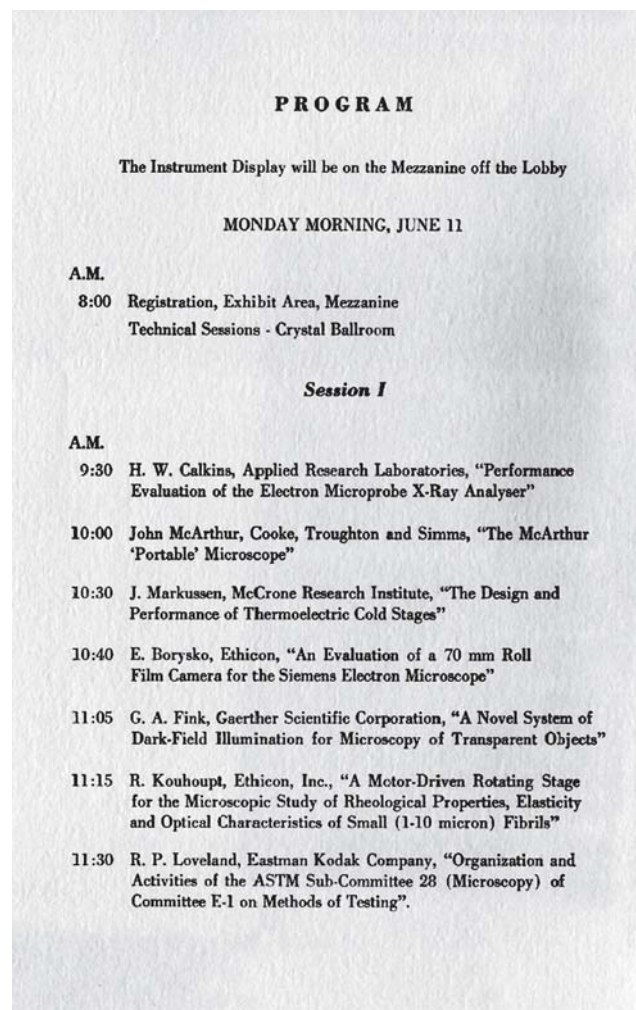 PROGRAM
The Instrument Display will be on the Mezzanine off the Lobby
MONDAY MORNING, JUNE 11
A.M.
8:00 Registration, Exhibit Area, Mezzanine
Technical Sessions - Crystal Ballroom
Session I
A.M.
9:30 H. W. Calkins, Applied Research Laboratories, “Performance
Evaluation of the Electron Microprobe X-Ray Analyser”
10:00 John McArthur, Cooke, Troughton and Simms, “The McArthur
‘Portable’ Microscope”
10:30 J. Markussen, McCrone Research Institute, “The Design and
Performance of Thermoelectric Cold Stages”
10:40 E. Borysko, Ethicon, “An Evaluation of a 70 mm Roll
Film Camera for the Siemens Electron Microscope”
11:05 G. A. Fink, Gaerther Scientific Corporation, “A Novel System of
Dark-Field Illumination for Microscopy of Transparent Objects”
11:15 R. Kouhoupt, Ethicon, Inc., “A Motor-Driven Rotating Stage
for the Microscopic Study of Rheological Properties, Elasticity
and Optical Characteristics of Small (1-10 micron) Fibrils”
11:30 R. P. Loveland, Eastman Kodak Company, “Organization and
Activities of the ASTM Sub-Committee 28 (Microscopy) of
Committee E-1 on Methods of Testing”.